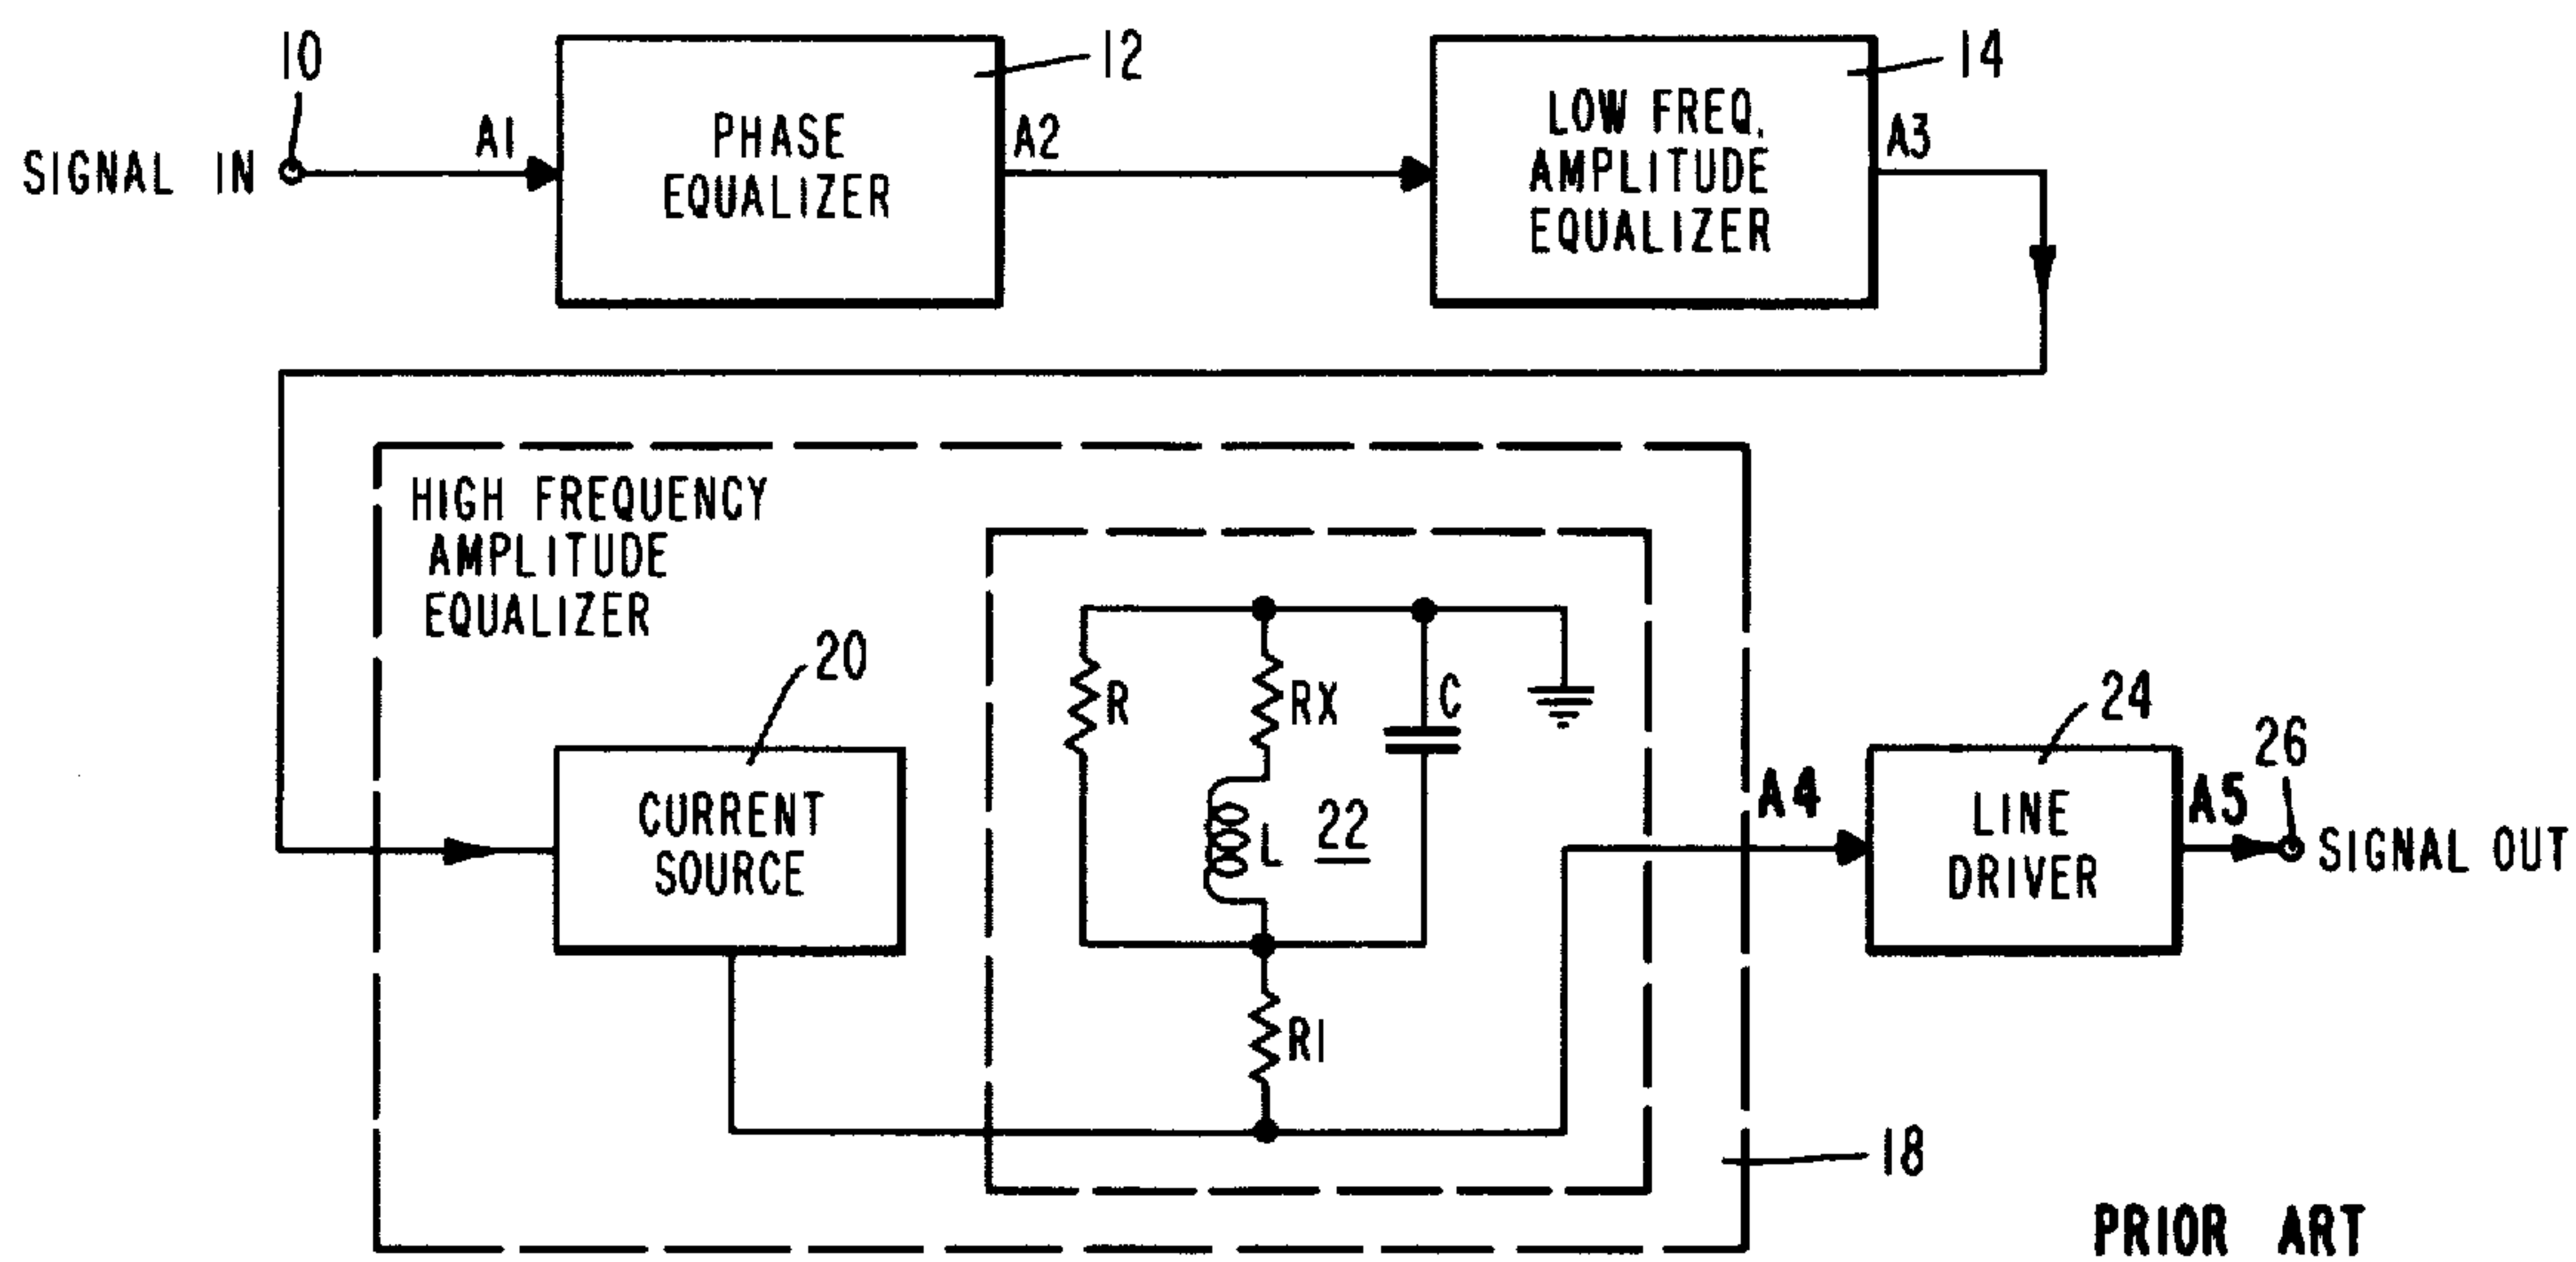 10
SIGNAL IN
A1
PHASE
EQUALIZER
12
A2
LOW FREQ.
AMPLITUDE
EQUALIZER
14
A3
HIGH FREQUENCY
AMPLITUDE
EQUALIZER
20
CURRENT
SOURCE
R
RX
C
L
22
R1
A4
24
LINE
DRIVER
A5
26
SIGNAL OUT
18
PRIOR ART